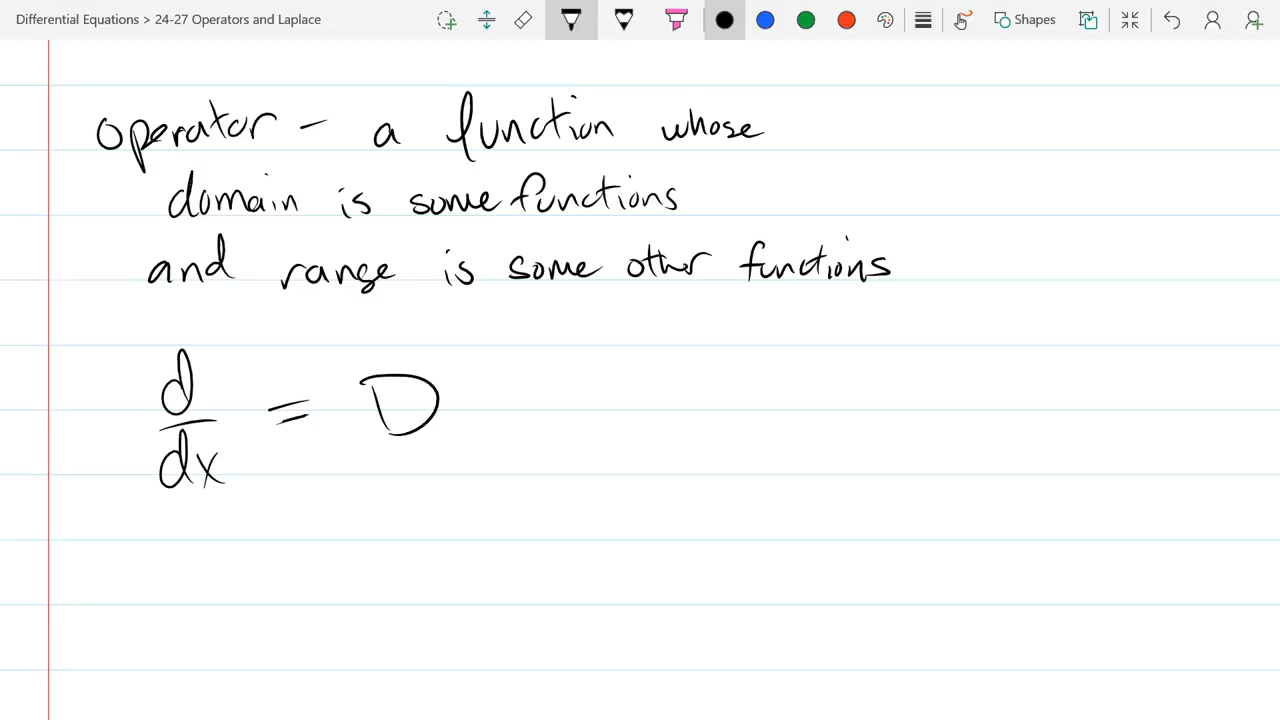 Differential Equations > 24-27 Operators and Laplace
Shapes
operator – a function whose
domain is some functions
and range is some other functions
d/dx = D